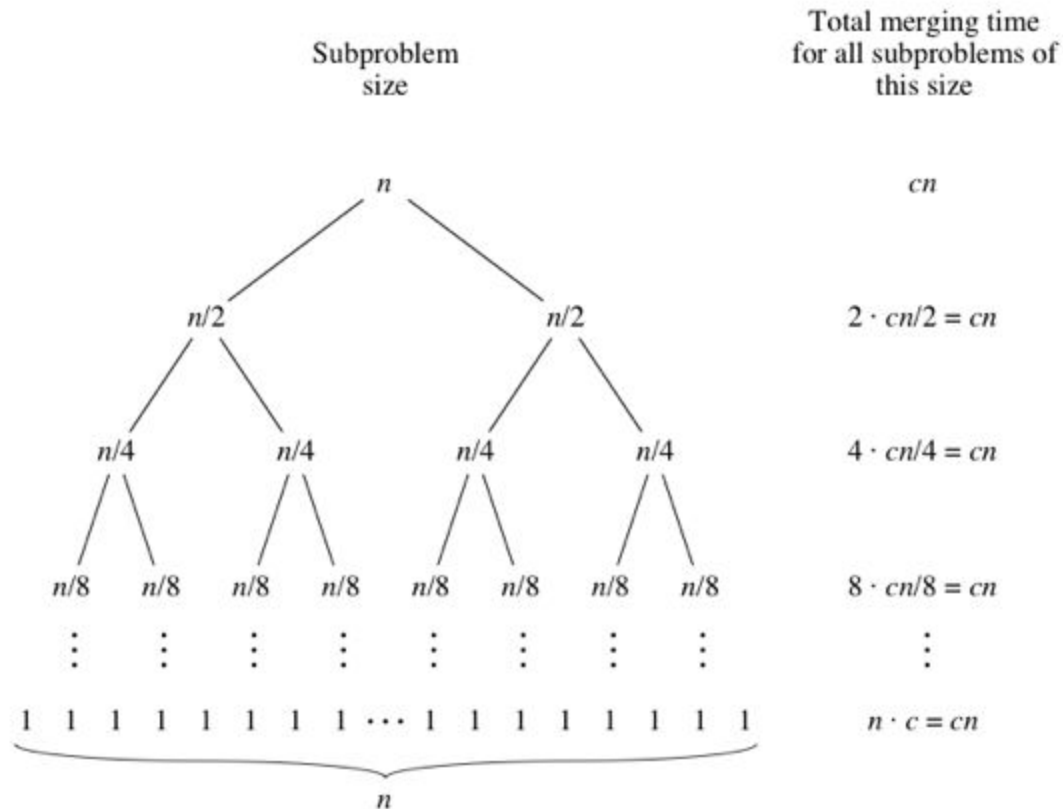 Subproblem
size
Total merging time
for all subproblems of
this size
n
cn
n/2 n/2
2 · cn/2 = cn
n/4 n/4 n/4 n/4
4 · cn/4 = cn
n/8 n/8 n/8 n/8 n/8 n/8 n/8 n/8
8 · cn/8 = cn
⋮ ⋮ ⋮ ⋮ ⋮ ⋮ ⋮ ⋮
⋮
1 1 1 1 1 1 1 1 ··· 1 1 1 1 1 1 1 1
n · c = cn
n